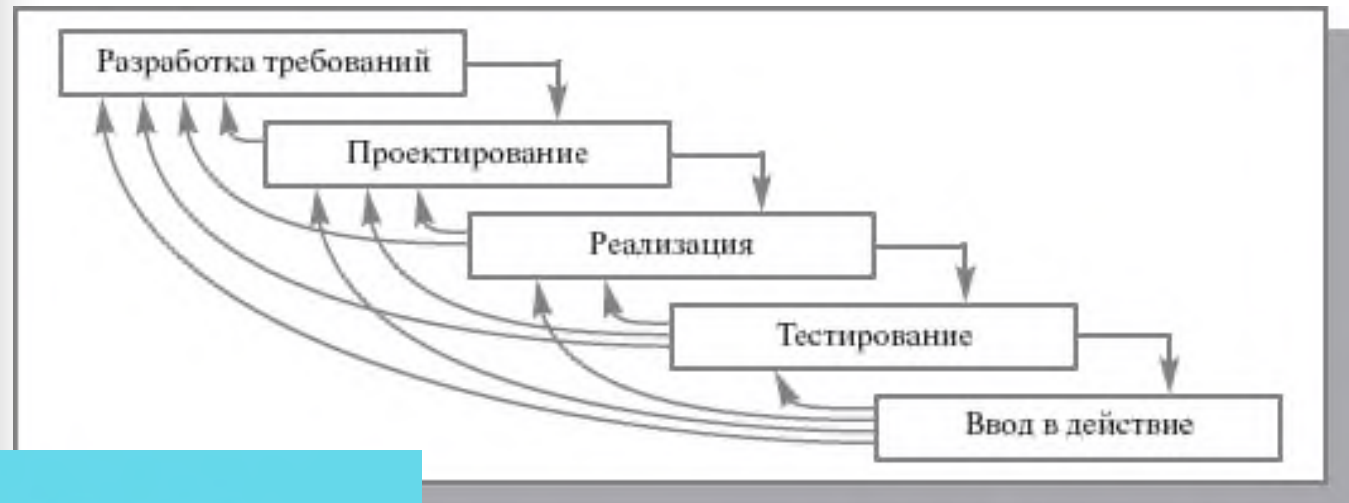 Разработка требований
Проектирование
Реализация
Тестирование
Ввод в действие